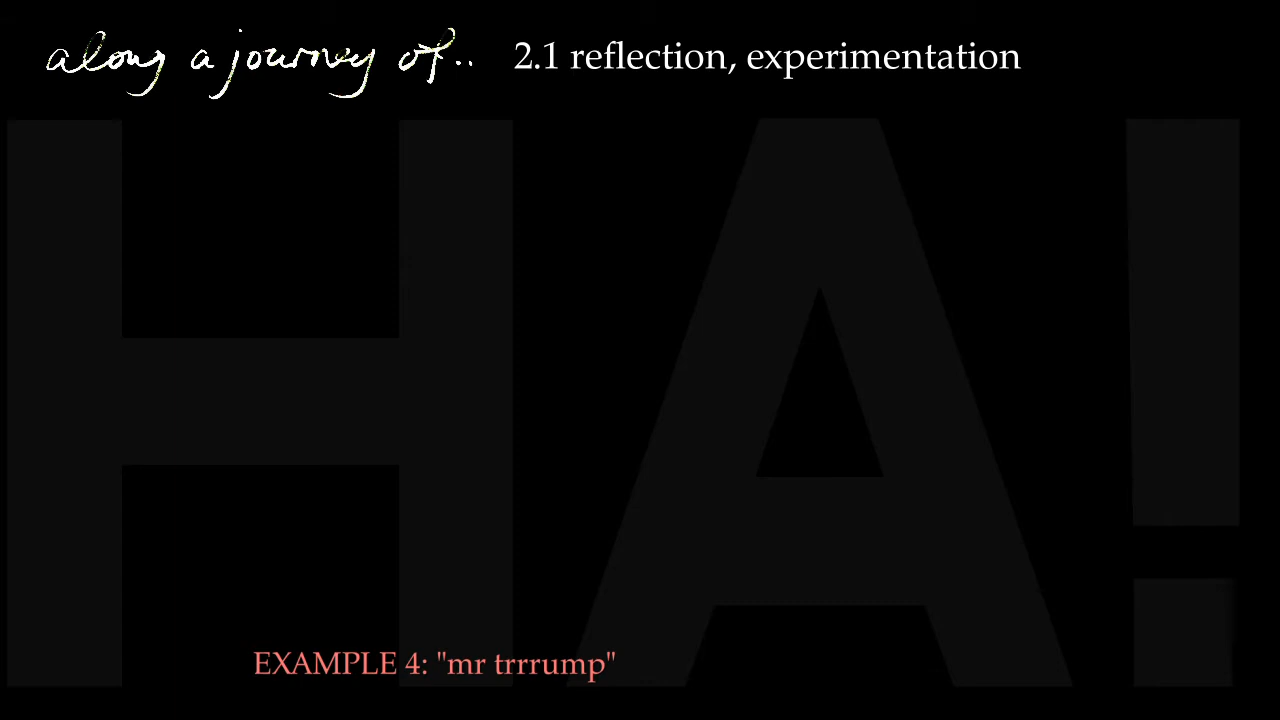 along a journey of.. 2.1 reflection, experimentation
HA!
EXAMPLE 4: "mr trrrump"